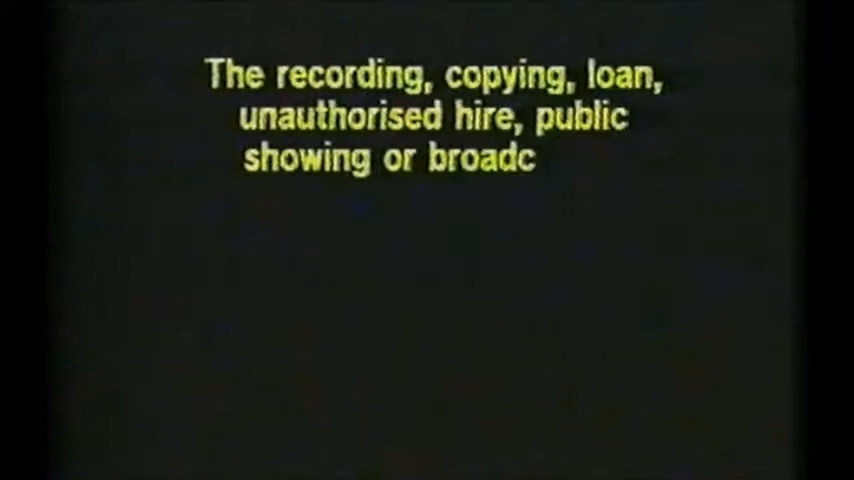 The recording, copying, loan,
unauthorised hire, public
showing or broadc